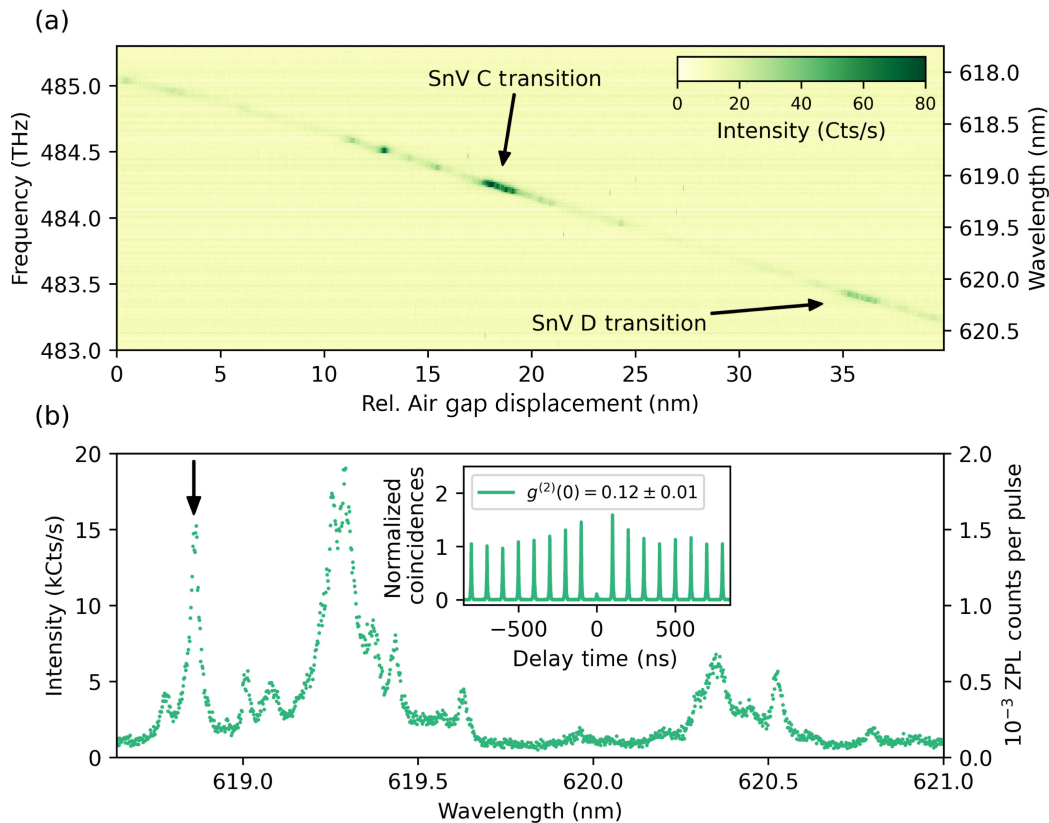 (a)
485.0
484.5
484.0
483.5
483.0
Frequency (THz)
SnV C transition
SnV D transition
0 20 40 60 80
Intensity (Cts/s)
618.0
618.5
619.0
619.5
620.0
620.5
Wavelength (nm)
0 5 10 15 20 25 30 35
Rel. Air gap displacement (nm)
(b)
20
15
10
5
0
Intensity (kCts/s)
Normalized
coincidences
2
1
0
g⁽²⁾(0) = 0.12 ± 0.01
−500 0 500
Delay time (ns)
2.0
1.5
1.0
0.5
0.0
10⁻³ ZPL counts per pulse
619.0 619.5 620.0 620.5 621.0
Wavelength (nm)